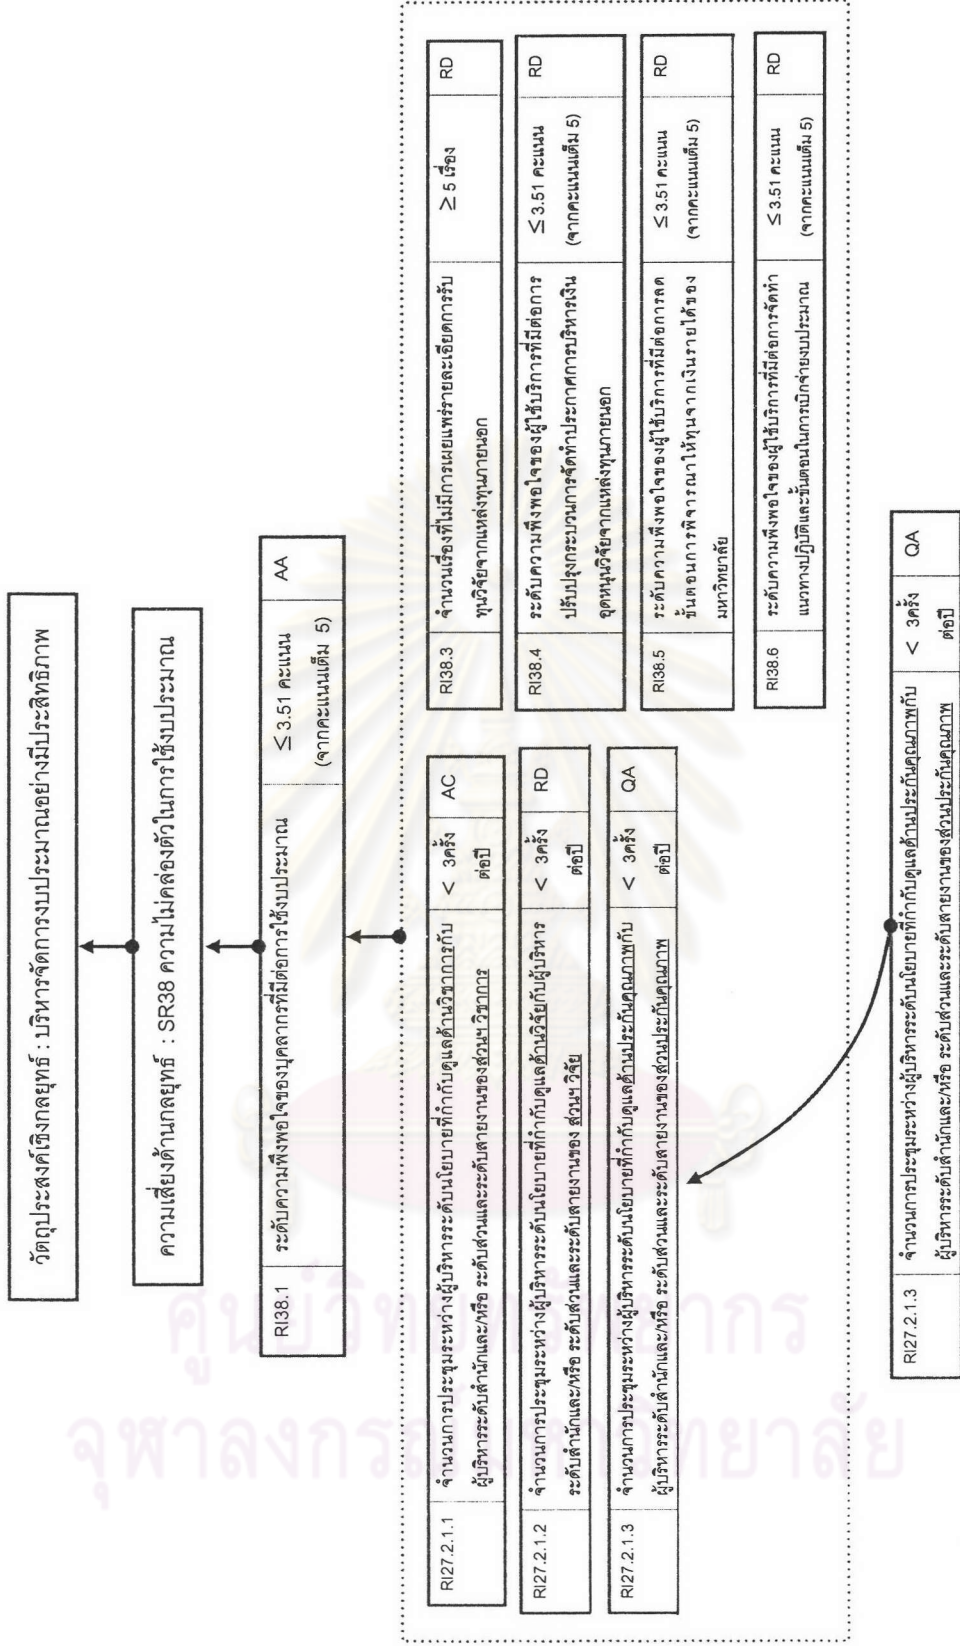 วัตถุประสงค์เชิงกลยุทธ์ : บริหารจัดการงบประมาณอย่างมีประสิทธิภาพ
ความเสี่ยงด้านกลยุทธ์ : SR38 ความไม่คล่องตัวในการใช้งบประมาณ
RI38.1 ระดับความพึงพอใจของบุคลากรที่มีต่อการใช้งบประมาณ ≤ 3.51 คะแนน AA
(จากคะแนนเต็ม 5)
RI27.2.1.1 จำนวนการประชุมระหว่างผู้บริหารระดับนโยบายที่กำกับดูแลด้านวิชาการกับ < 3ครั้ง AC
ผู้บริหารระดับสำนักและ/หรือ ระดับส่วนและระดับสายงานของส่วนฯ วิชาการ ต่อปี
RI27.2.1.2 จำนวนการประชุมระหว่างผู้บริหารระดับนโยบายที่กำกับดูแลด้านวิจัยกับผู้บริหาร < 3ครั้ง RD
ระดับสำนักและ/หรือ ระดับส่วนและระดับสายงานของ ส่วนฯ วิจัย ต่อปี
RI27.2.1.3 จำนวนการประชุมระหว่างผู้บริหารระดับนโยบายที่กำกับดูแลด้านประกันคุณภาพกับ < 3ครั้ง QA
ผู้บริหารระดับสำนักและ/หรือ ระดับส่วนและระดับสายงานของส่วนประกันคุณภาพ ต่อปี
RI38.3 จำนวนเรื่องที่ไม่มีการเผยแพร่รายละเอียดการรับ ≥ 5 เรื่อง RD
ทุนวิจัยจากแหล่งทุนภายนอก
RI38.4 ระดับความพึงพอใจของผู้ใช้บริการที่มีต่อการ ≤ 3.51 คะแนน RD
ปรับปรุงกระบวนการจัดทำประกาศการบริหารเงิน (จากคะแนนเต็ม 5)
อุดหนุนวิจัยจากแหล่งทุนภายนอก
RI38.5 ระดับความพึงพอใจของผู้ใช้บริการที่มีต่อการลด ≤ 3.51 คะแนน RD
ขั้นตอนการพิจารณาให้ทุนจากเงินรายได้ของ (จากคะแนนเต็ม 5)
มหาวิทยาลัย
RI38.6 ระดับความพึงพอใจของผู้ใช้บริการที่มีต่อการจัดทำ ≤ 3.51 คะแนน RD
แนวทางปฏิบัติและขั้นตอนในการเบิกจ่ายงบประมาณ (จากคะแนนเต็ม 5)
RI27.2.1.3 จำนวนการประชุมระหว่างผู้บริหารระดับนโยบายที่กำกับดูแลด้านประกันคุณภาพกับ < 3ครั้ง QA
ผู้บริหารระดับสำนักและ/หรือ ระดับส่วนและระดับสายงานของส่วนประกันคุณภาพ ต่อปี
ศูนย์วิทยทรัพยากร
จุฬาลงกรณ์มหาวิทยาลัย